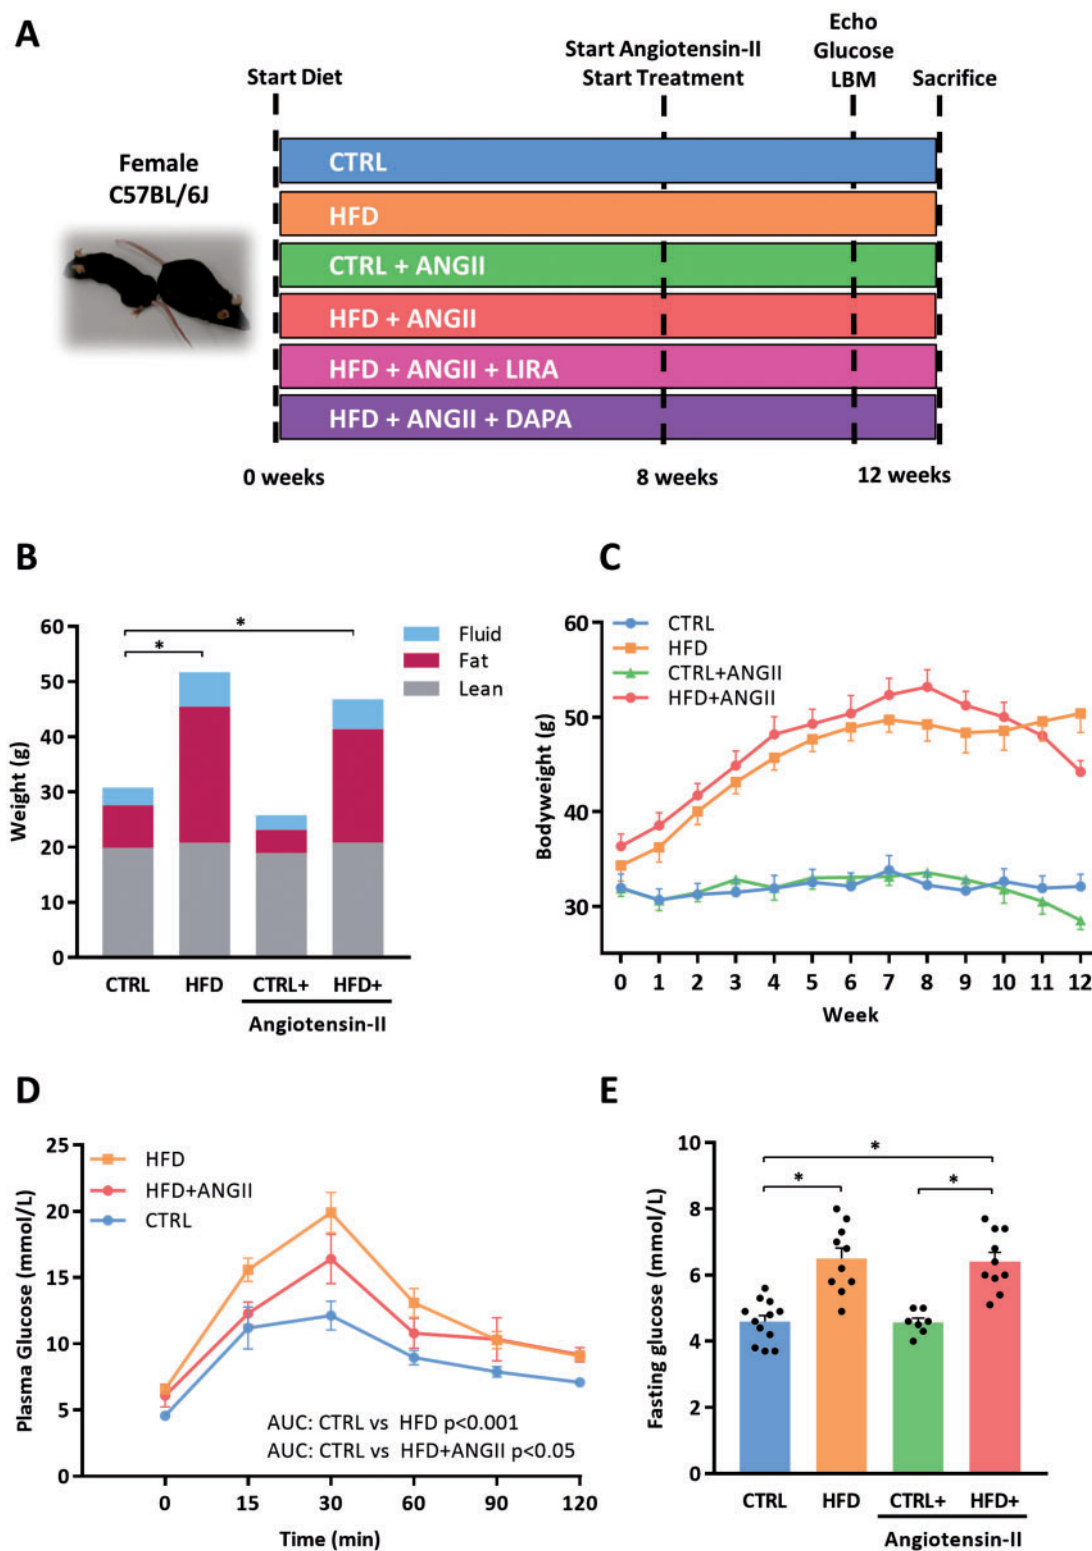 A
Start Diet
Start Angiotensin-II
Start Treatment
Echo
Glucose
LBM
Sacrifice
Female
C57BL/6J
CTRL
HFD
CTRL + ANGII
HFD + ANGII
HFD + ANGII + LIRA
HFD + ANGII + DAPA
0 weeks
8 weeks
12 weeks
B
Weight (g)
60
50
40
30
20
10
0
*
*
Fluid
Fat
Lean
CTRL
HFD
CTRL+
HFD+
Angiotensin-II
C
Bodyweight (g)
60
50
40
30
CTRL
HFD
CTRL+ANGII
HFD+ANGII
0 1 2 3 4 5 6 7 8 9 10 11 12
Week
D
Plasma Glucose (mmol/L)
25
20
15
10
5
0
HFD
HFD+ANGII
CTRL
AUC: CTRL vs HFD p<0.001
AUC: CTRL vs HFD+ANGII p<0.05
0 15 30 60 90 120
Time (min)
E
Fasting glucose (mmol/L)
10
8
6
4
2
0
*
*
*
CTRL
HFD
CTRL+
HFD+
Angiotensin-II